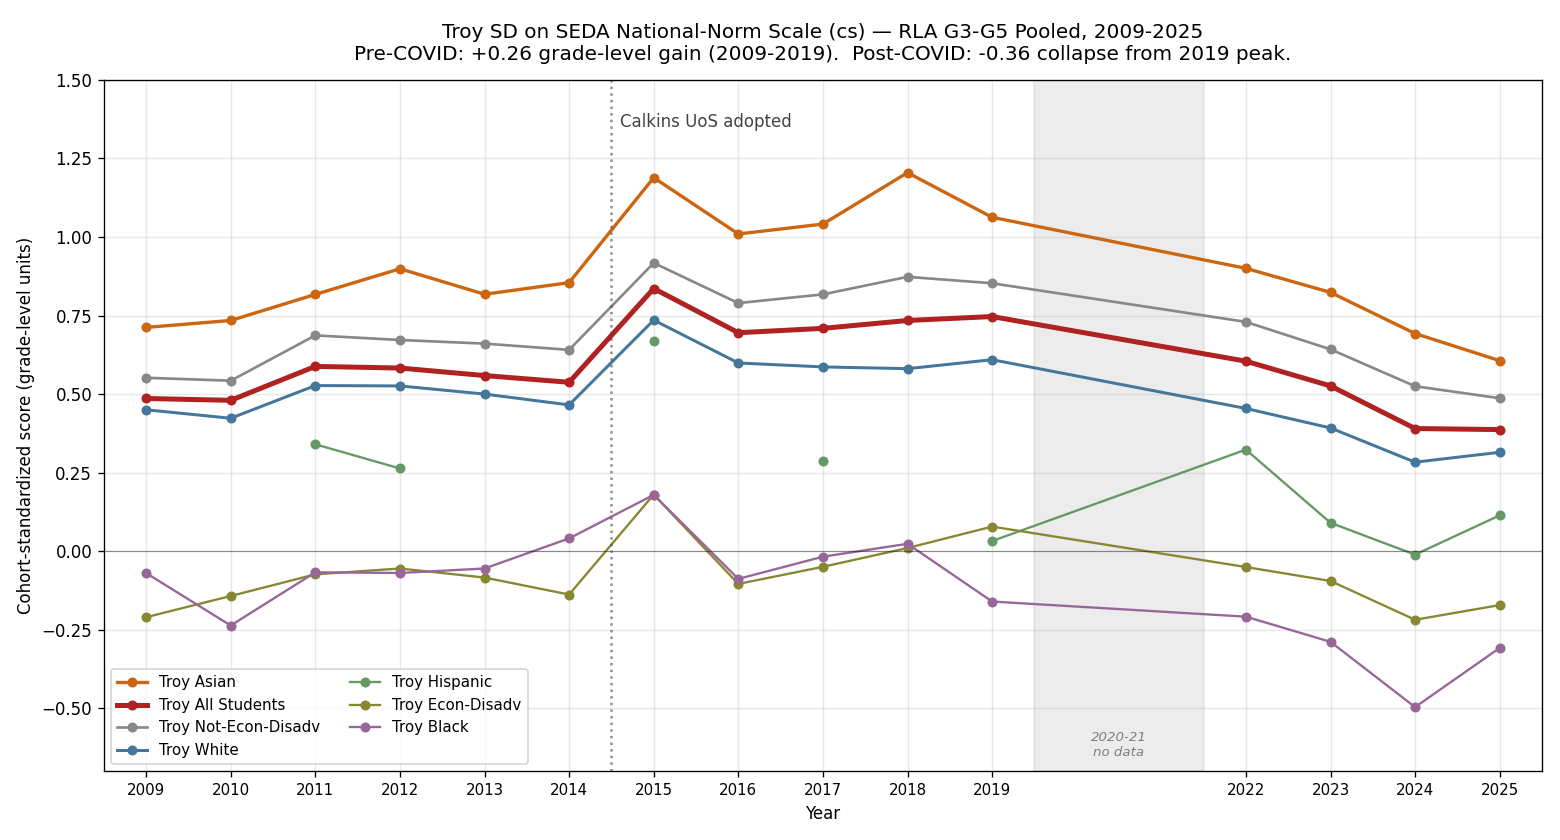 Troy SD on SEDA National-Norm Scale (cs) — RLA G3-G5 Pooled, 2009-2025
Pre-COVID: +0.26 grade-level gain (2009-2019).  Post-COVID: -0.36 collapse from 2019 peak.
Cohort-standardized score (grade-level units)
1.50
1.25
1.00
0.75
0.50
0.25
0.00
−0.25
−0.50
Calkins UoS adopted
2020-21
no data
Troy Asian
Troy All Students
Troy Not-Econ-Disadv
Troy White
Troy Hispanic
Troy Econ-Disadv
Troy Black
2009 2010 2011 2012 2013 2014 2015 2016 2017 2018 2019 2022 2023 2024 2025
Year